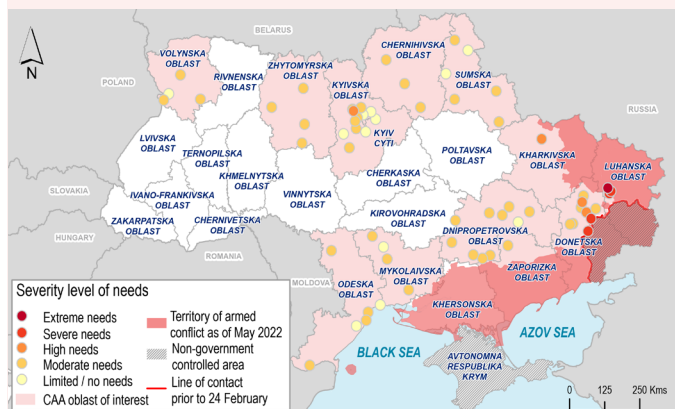 BELARUS
N
VOLYNSKA
OBLAST
RIVNENSKA
OBLAST
ZHYTOMYRSKA
OBLAST
KYIVSKA
OBLAST
CHERNIHIVSKA
OBLAST
SUMSKA
OBLAST
POLAND
RUSSIA
KYIV
CYTI
LVIVSKA
OBLAST
TERNOPILSKA
OBLAST
KHMELNYTSKA
OBLAST
VINNYTSKA
OBLAST
CHERKASKA
OBLAST
POLTAVSKA
OBLAST
KHARKIVSKA
OBLAST
LUHANSKA
OBLAST
SLOVAKIA
IVANO-FRANKIVSKA
OBLAST
ZAKARPATSKA
OBLAST
CHERNIVETSKA
OBLAST
KIROVOHRADSKA
OBLAST
DNIPROPETROVSKA
OBLAST
DONETSKA
OBLAST
HUNGARY
ROMANIA
MOLDOVA
ODESKA
OBLAST
MYKOLAIVSKA
OBLAST
ZAPORIZKA
OBLAST
KHERSONSKA
OBLAST
BLACK SEA
AZOV SEA
AVTONOMNA
RESPUBLIKA
KRYM
Severity level of needs
Extreme needs
Severe needs
High needs
Moderate needs
Limited / no needs
CAA oblast of interest
Territory of armed
conflict as of May 2022
Non-government
controlled area
Line of contact
prior to 24 February
0 125 250 Kms